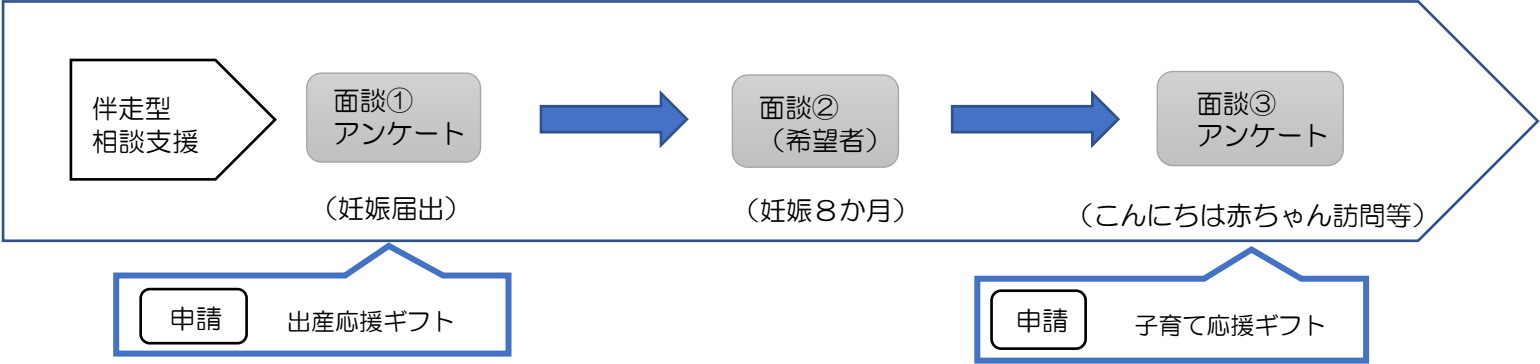 伴走型
相談支援
面談①
アンケート
（妊娠届出）
面談②
（希望者）
（妊娠８か月）
面談③
アンケート
（こんにちは赤ちゃん訪問等）
申請
出産応援ギフト
申請
子育て応援ギフト